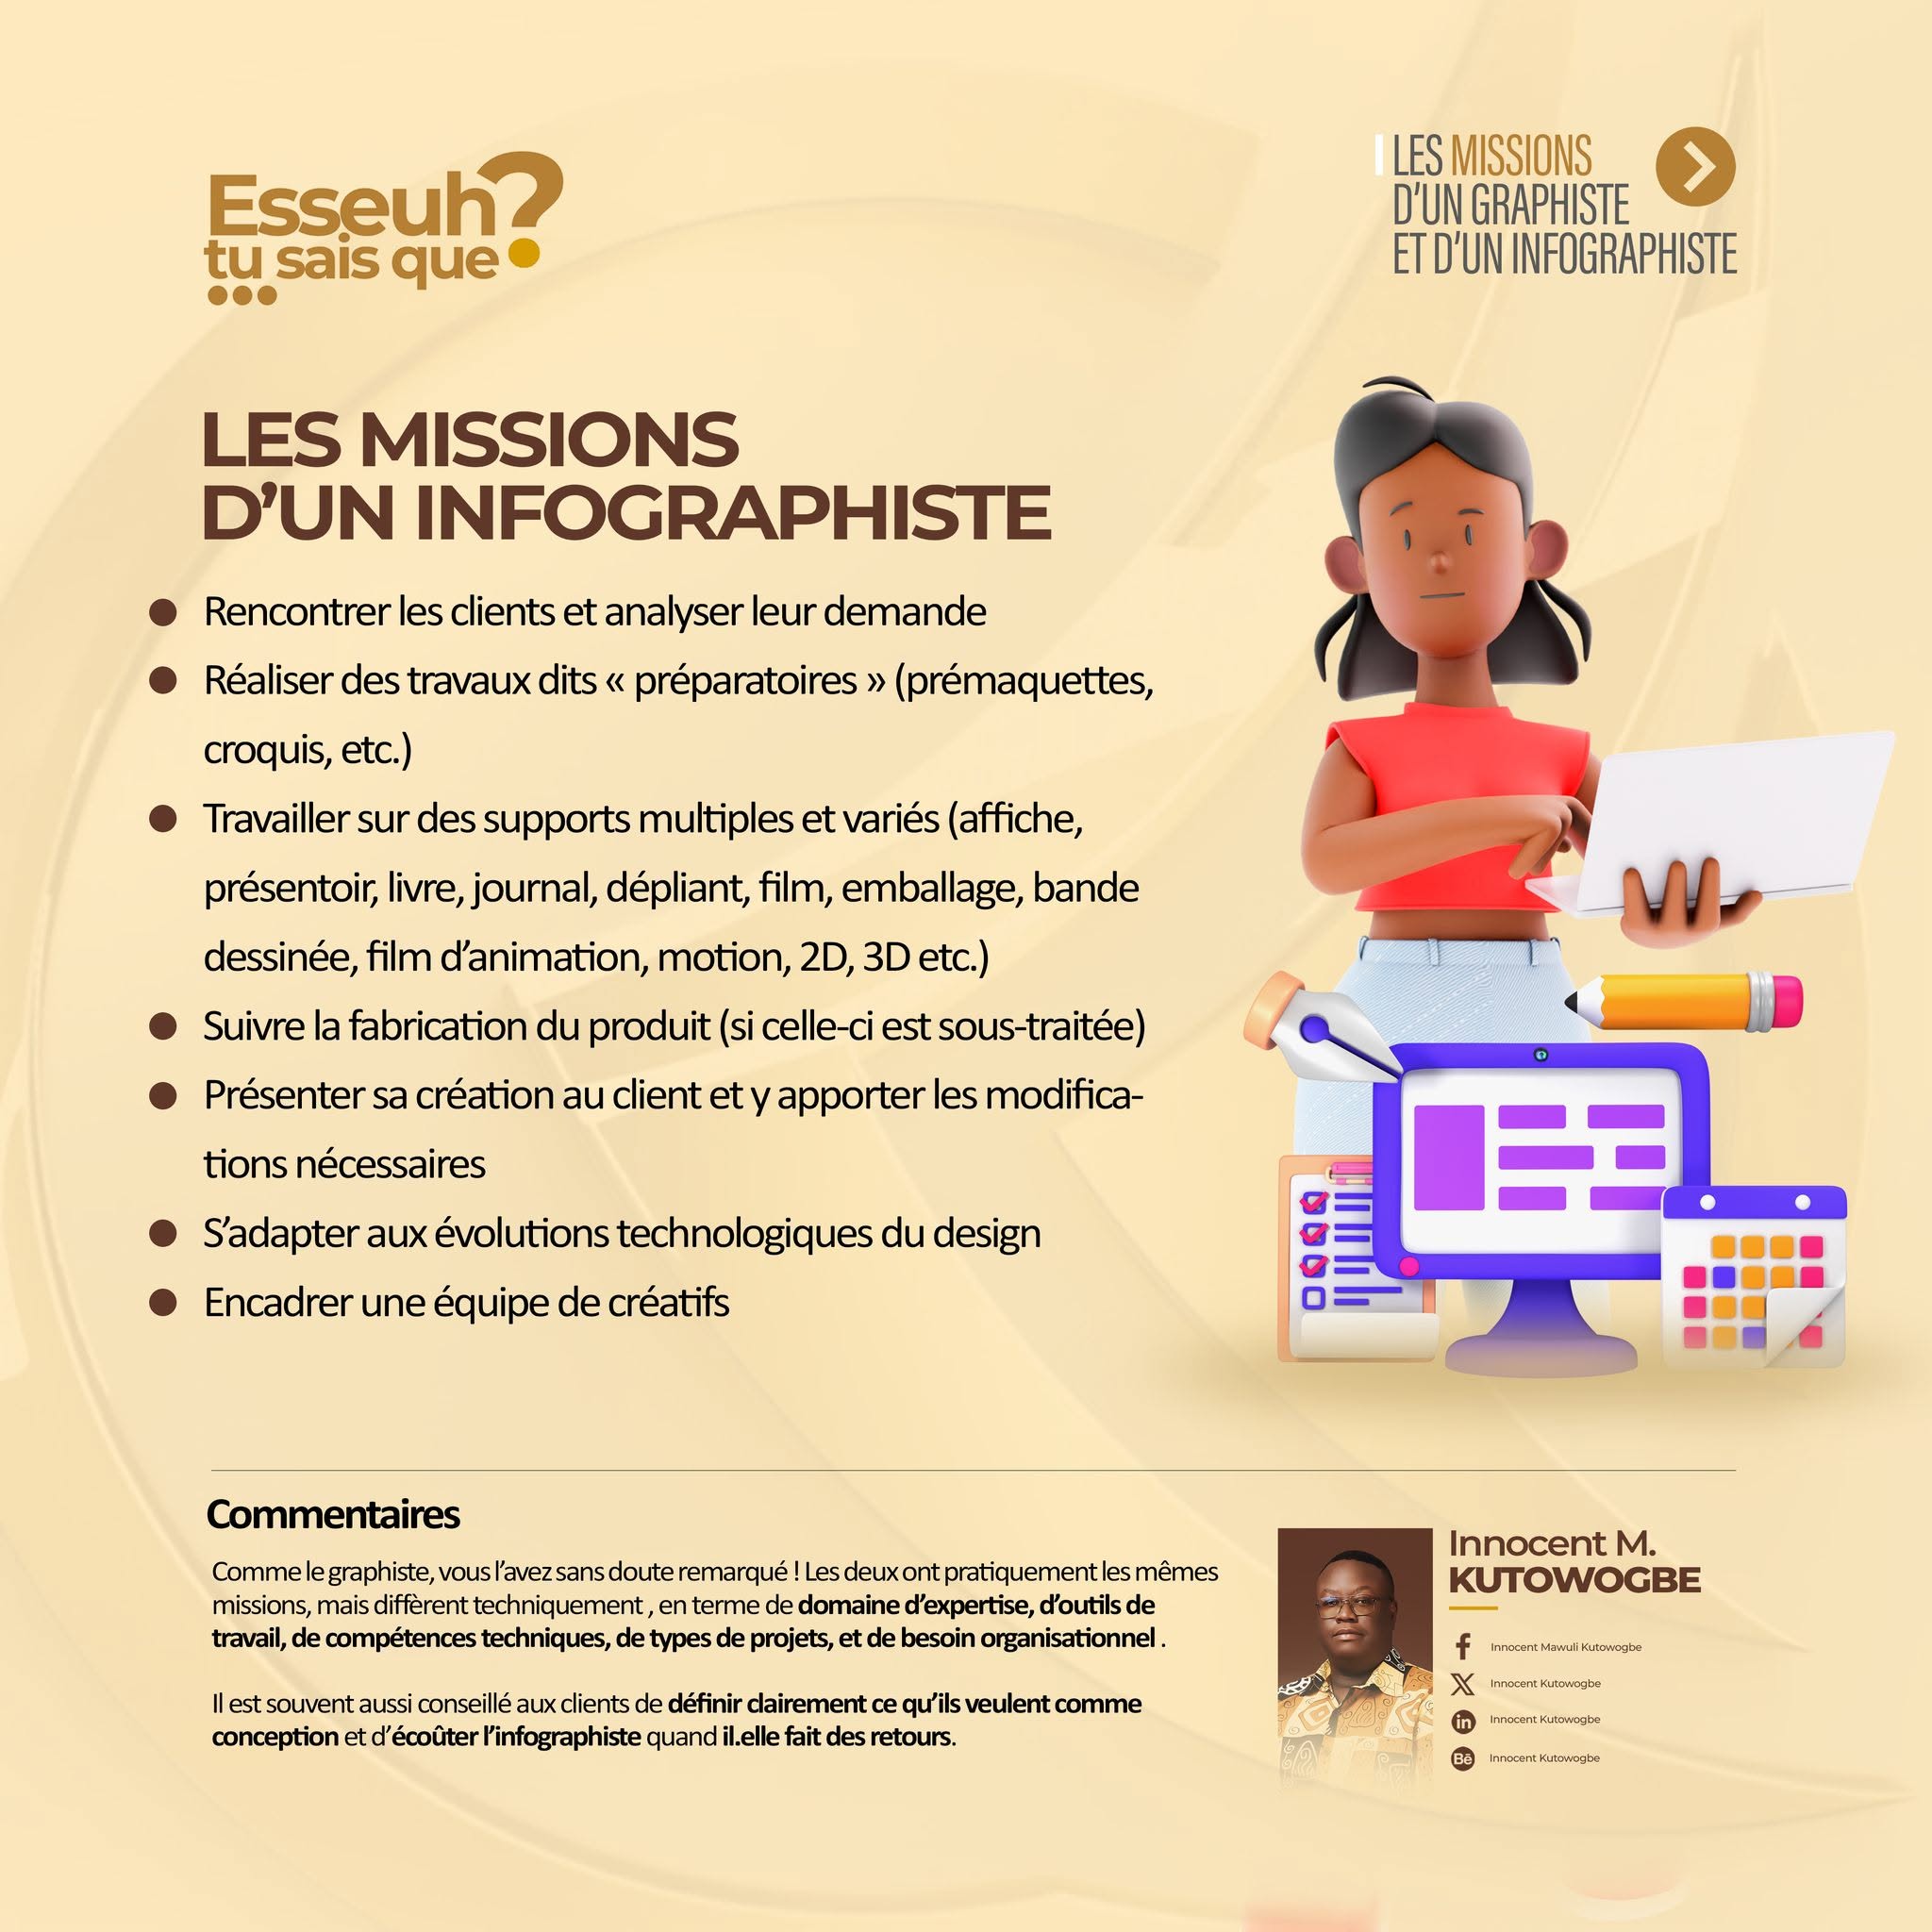 Esseuh?
tu sais que
...
LES MISSIONS
D'UN GRAPHISTE
ET D'UN INFOGRAPHISTE
LES MISSIONS
D'UN INFOGRAPHISTE
Rencontrer les clients et analyser leur demande
Réaliser des travaux dits « préparatoires » (prémaquettes,
croquis, etc.)
Travailler sur des supports multiples et variés (affiche,
présentoir, livre, journal, dépliant, film, emballage, bande
dessinée, film d'animation, motion, 2D, 3D etc.)
Suivre la fabrication du produit (si celle-ci est sous-traitée)
Présenter sa création au client et y apporter les modifica-
tions nécessaires
S'adapter aux évolutions technologiques du design
Encadrer une équipe de créatifs
Commentaires
Comme le graphiste, vous l'avez sans doute remarqué ! Les deux ont pratiquement les mêmes
missions, mais diffèrent techniquement , en terme de domaine d'expertise, d'outils de
travail, de compétences techniques, de types de projets, et de besoin organisationnel .
Il est souvent aussi conseillé aux clients de définir clairement ce qu'ils veulent comme
conception et d'écoûter l'infographiste quand il.elle fait des retours.
Innocent M.
KUTOWOGBE
Innocent Mawuli Kutowogbe
Innocent Kutowogbe
in Innocent Kutowogbe
Bē Innocent Kutowogbe